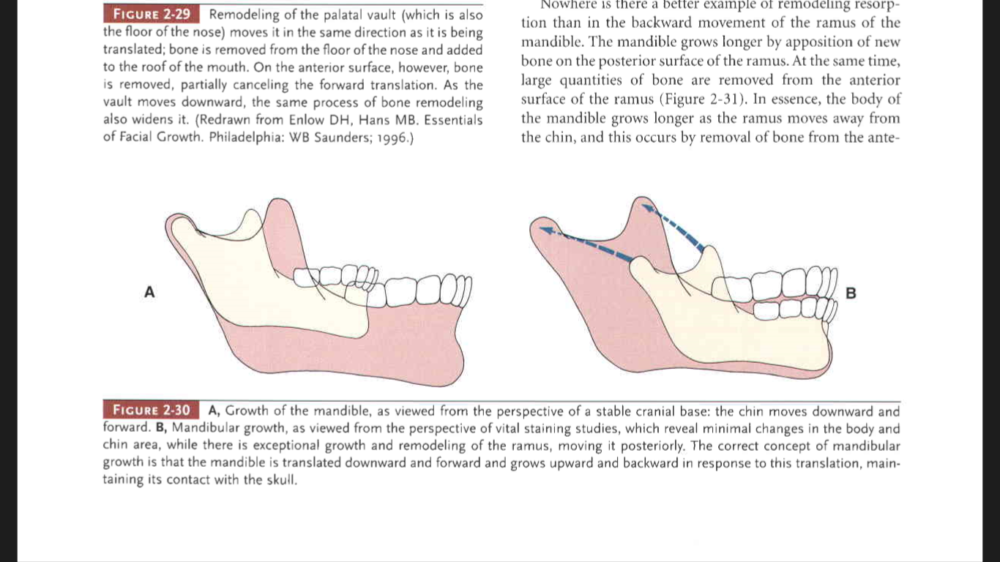 FIGURE 2-29 Remodeling of the palatal vault (which is also
the floor of the nose) moves it in the same direction as it is being
translated; bone is removed from the floor of the nose and added
to the roof of the mouth. On the anterior surface, however, bone
is removed, partially canceling the forward translation. As the
vault moves downward, the same process of bone remodeling
also widens it. (Redrawn from Enlow DH, Hans MB. Essentials
of Facial Growth. Philadelphia: WB Saunders; 1996.)
Nowhere is there a better example of remodeling resorp-
tion than in the backward movement of the ramus of the
mandible. The mandible grows longer by apposition of new
bone on the posterior surface of the ramus. At the same time,
large quantities of bone are removed from the anterior
surface of the ramus (Figure 2-31). In essence, the body of
the mandible grows longer as the ramus moves away from
the chin, and this occurs by removal of bone from the ante-
A
B
FIGURE 2-30 A, Growth of the mandible, as viewed from the perspective of a stable cranial base: the chin moves downward and
forward. B, Mandibular growth, as viewed from the perspective of vital staining studies, which reveal minimal changes in the body and
chin area, while there is exceptional growth and remodeling of the ramus, moving it posteriorly. The correct concept of mandibular
growth is that the mandible is translated downward and forward and grows upward and backward in response to this translation, main-
taining its contact with the skull.